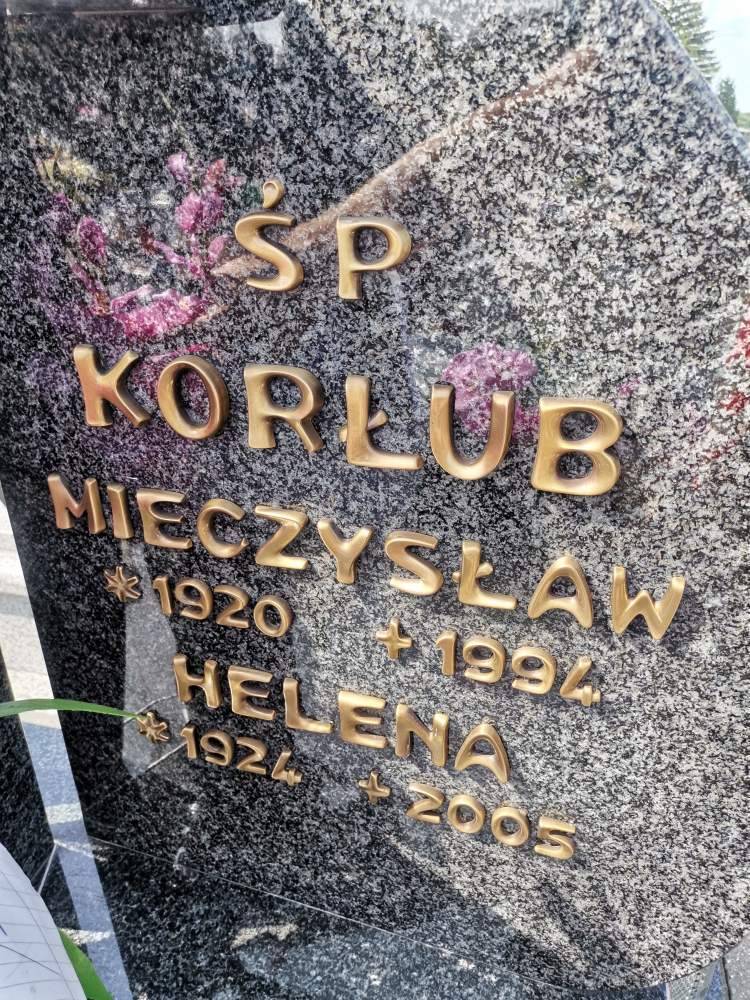 ŚP
KORŁUB
MIECZYSŁAW
* 1920 + 1994
HELENA
* 1924 + 2005